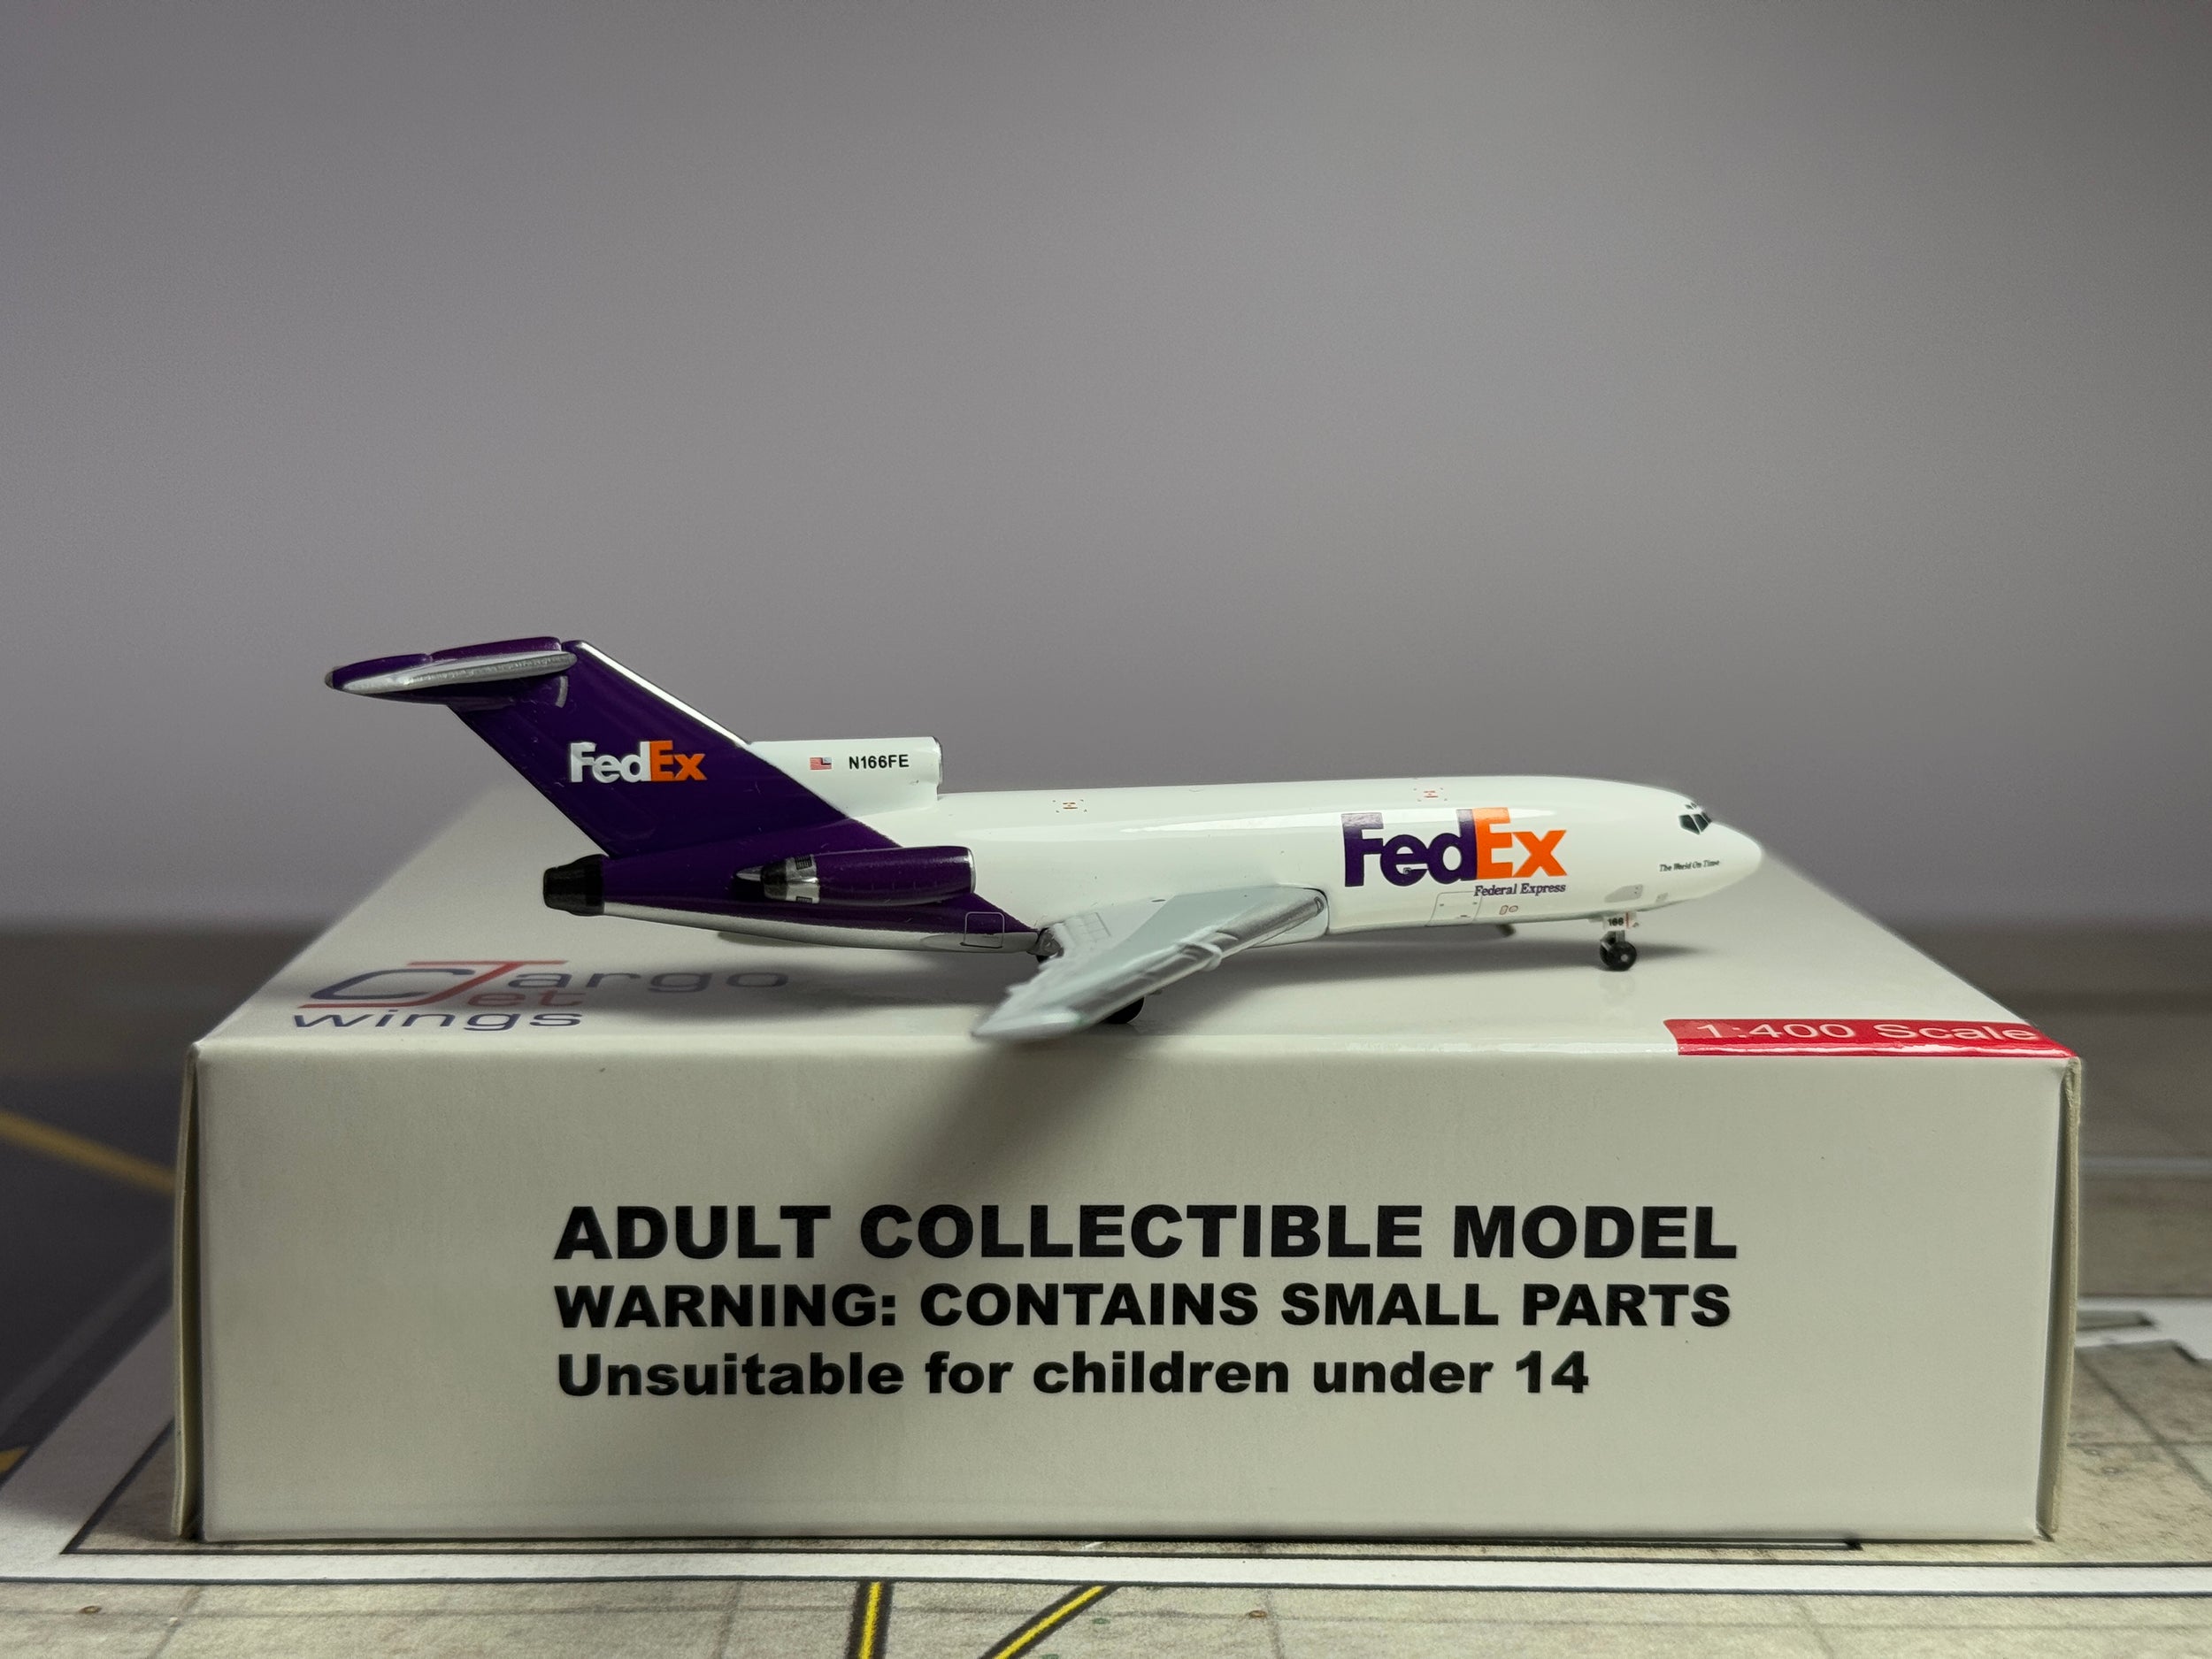 FedEx
N166FE
FedEx
Federal Express
The World On Time
166
Cargo
Jet
wings
1:400 Scale
ADULT COLLECTIBLE MODEL
WARNING: CONTAINS SMALL PARTS
Unsuitable for children under 14